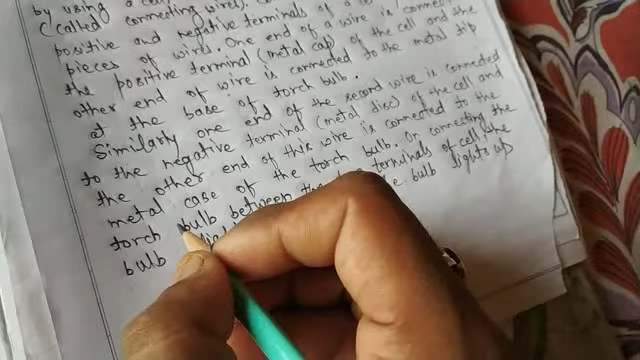 by using a
(called connecting wires).
positive and negative terminals of a
pieces of wires. One end of a wire is
the positive terminal (metal cap) of the cell and the
other end of wire is connected to the metal tip
at the base of torch bulb.
Similarly one end of the second wire is connected
to the negative terminal (metal disc) of the cell and
the other end of this wire is connected to the
metal case of the torch bulb. On connecting the
torch bulb between the terminals of cell, the
bulb bulb lights up